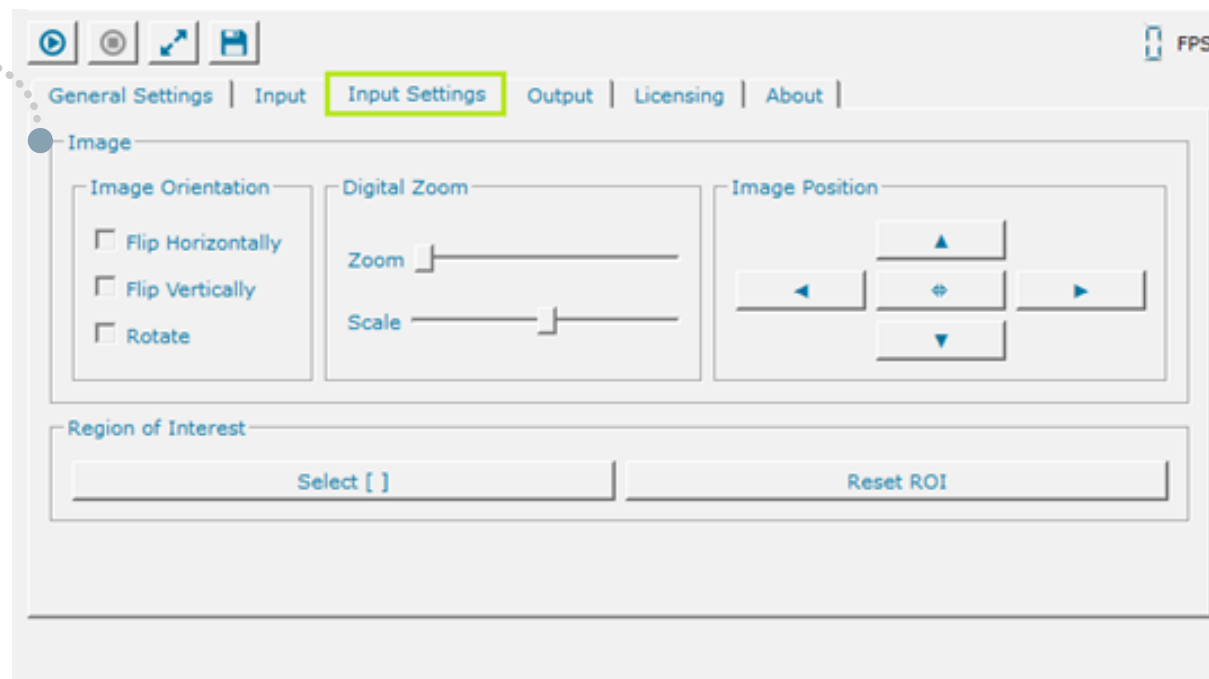 0 FPS
General Settings | Input Input Settings Output | Licensing | About |
Image
Image Orientation Digital Zoom Image Position
Flip Horizontally
Zoom
Flip Vertically
Scale
Rotate
Region of Interest
Select [ ] Reset ROI